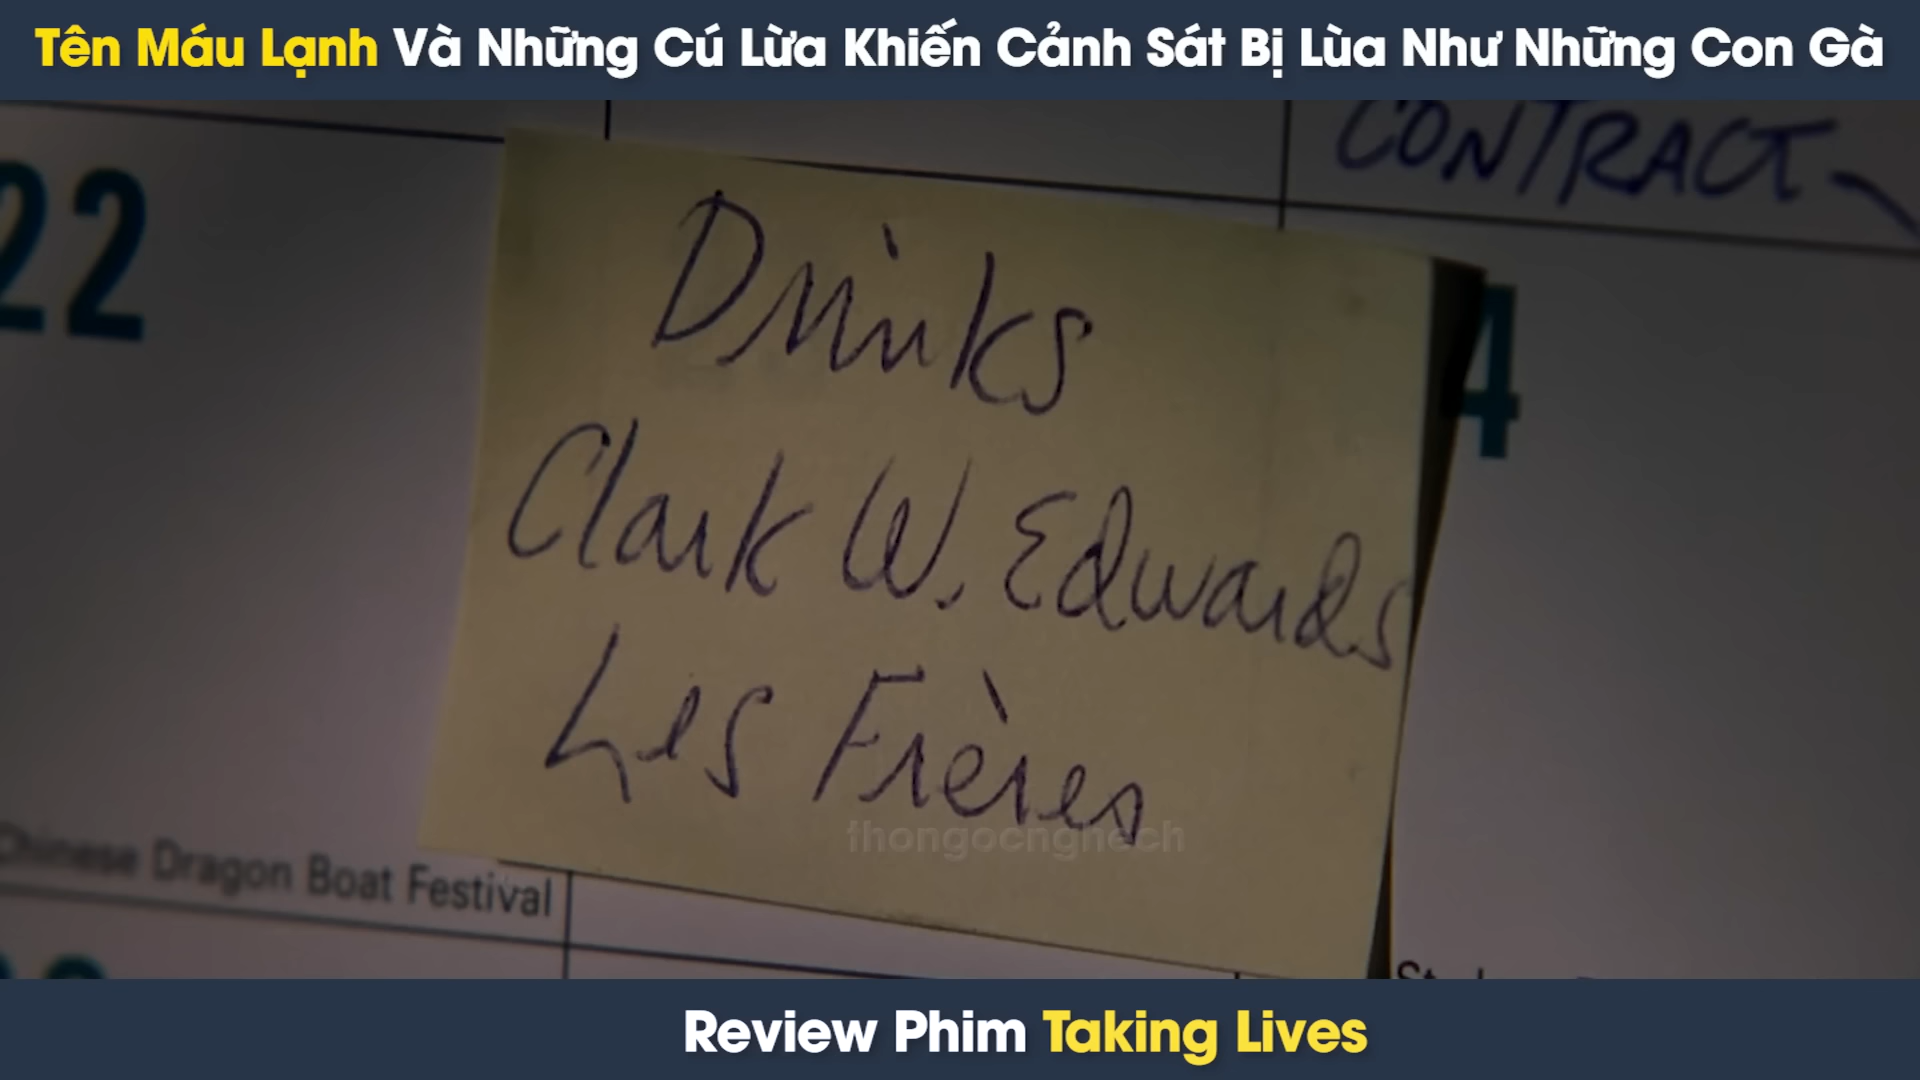 Tên Máu Lạnh Và Những Cú Lừa Khiến Cảnh Sát Bị Lùa Như Những Con Gà
CONTRACT
22
4
Drinks
Clark W. Edwards
Les Frères
thongocnghech
Chinese Dragon Boat Festival
Review Phim Taking Lives